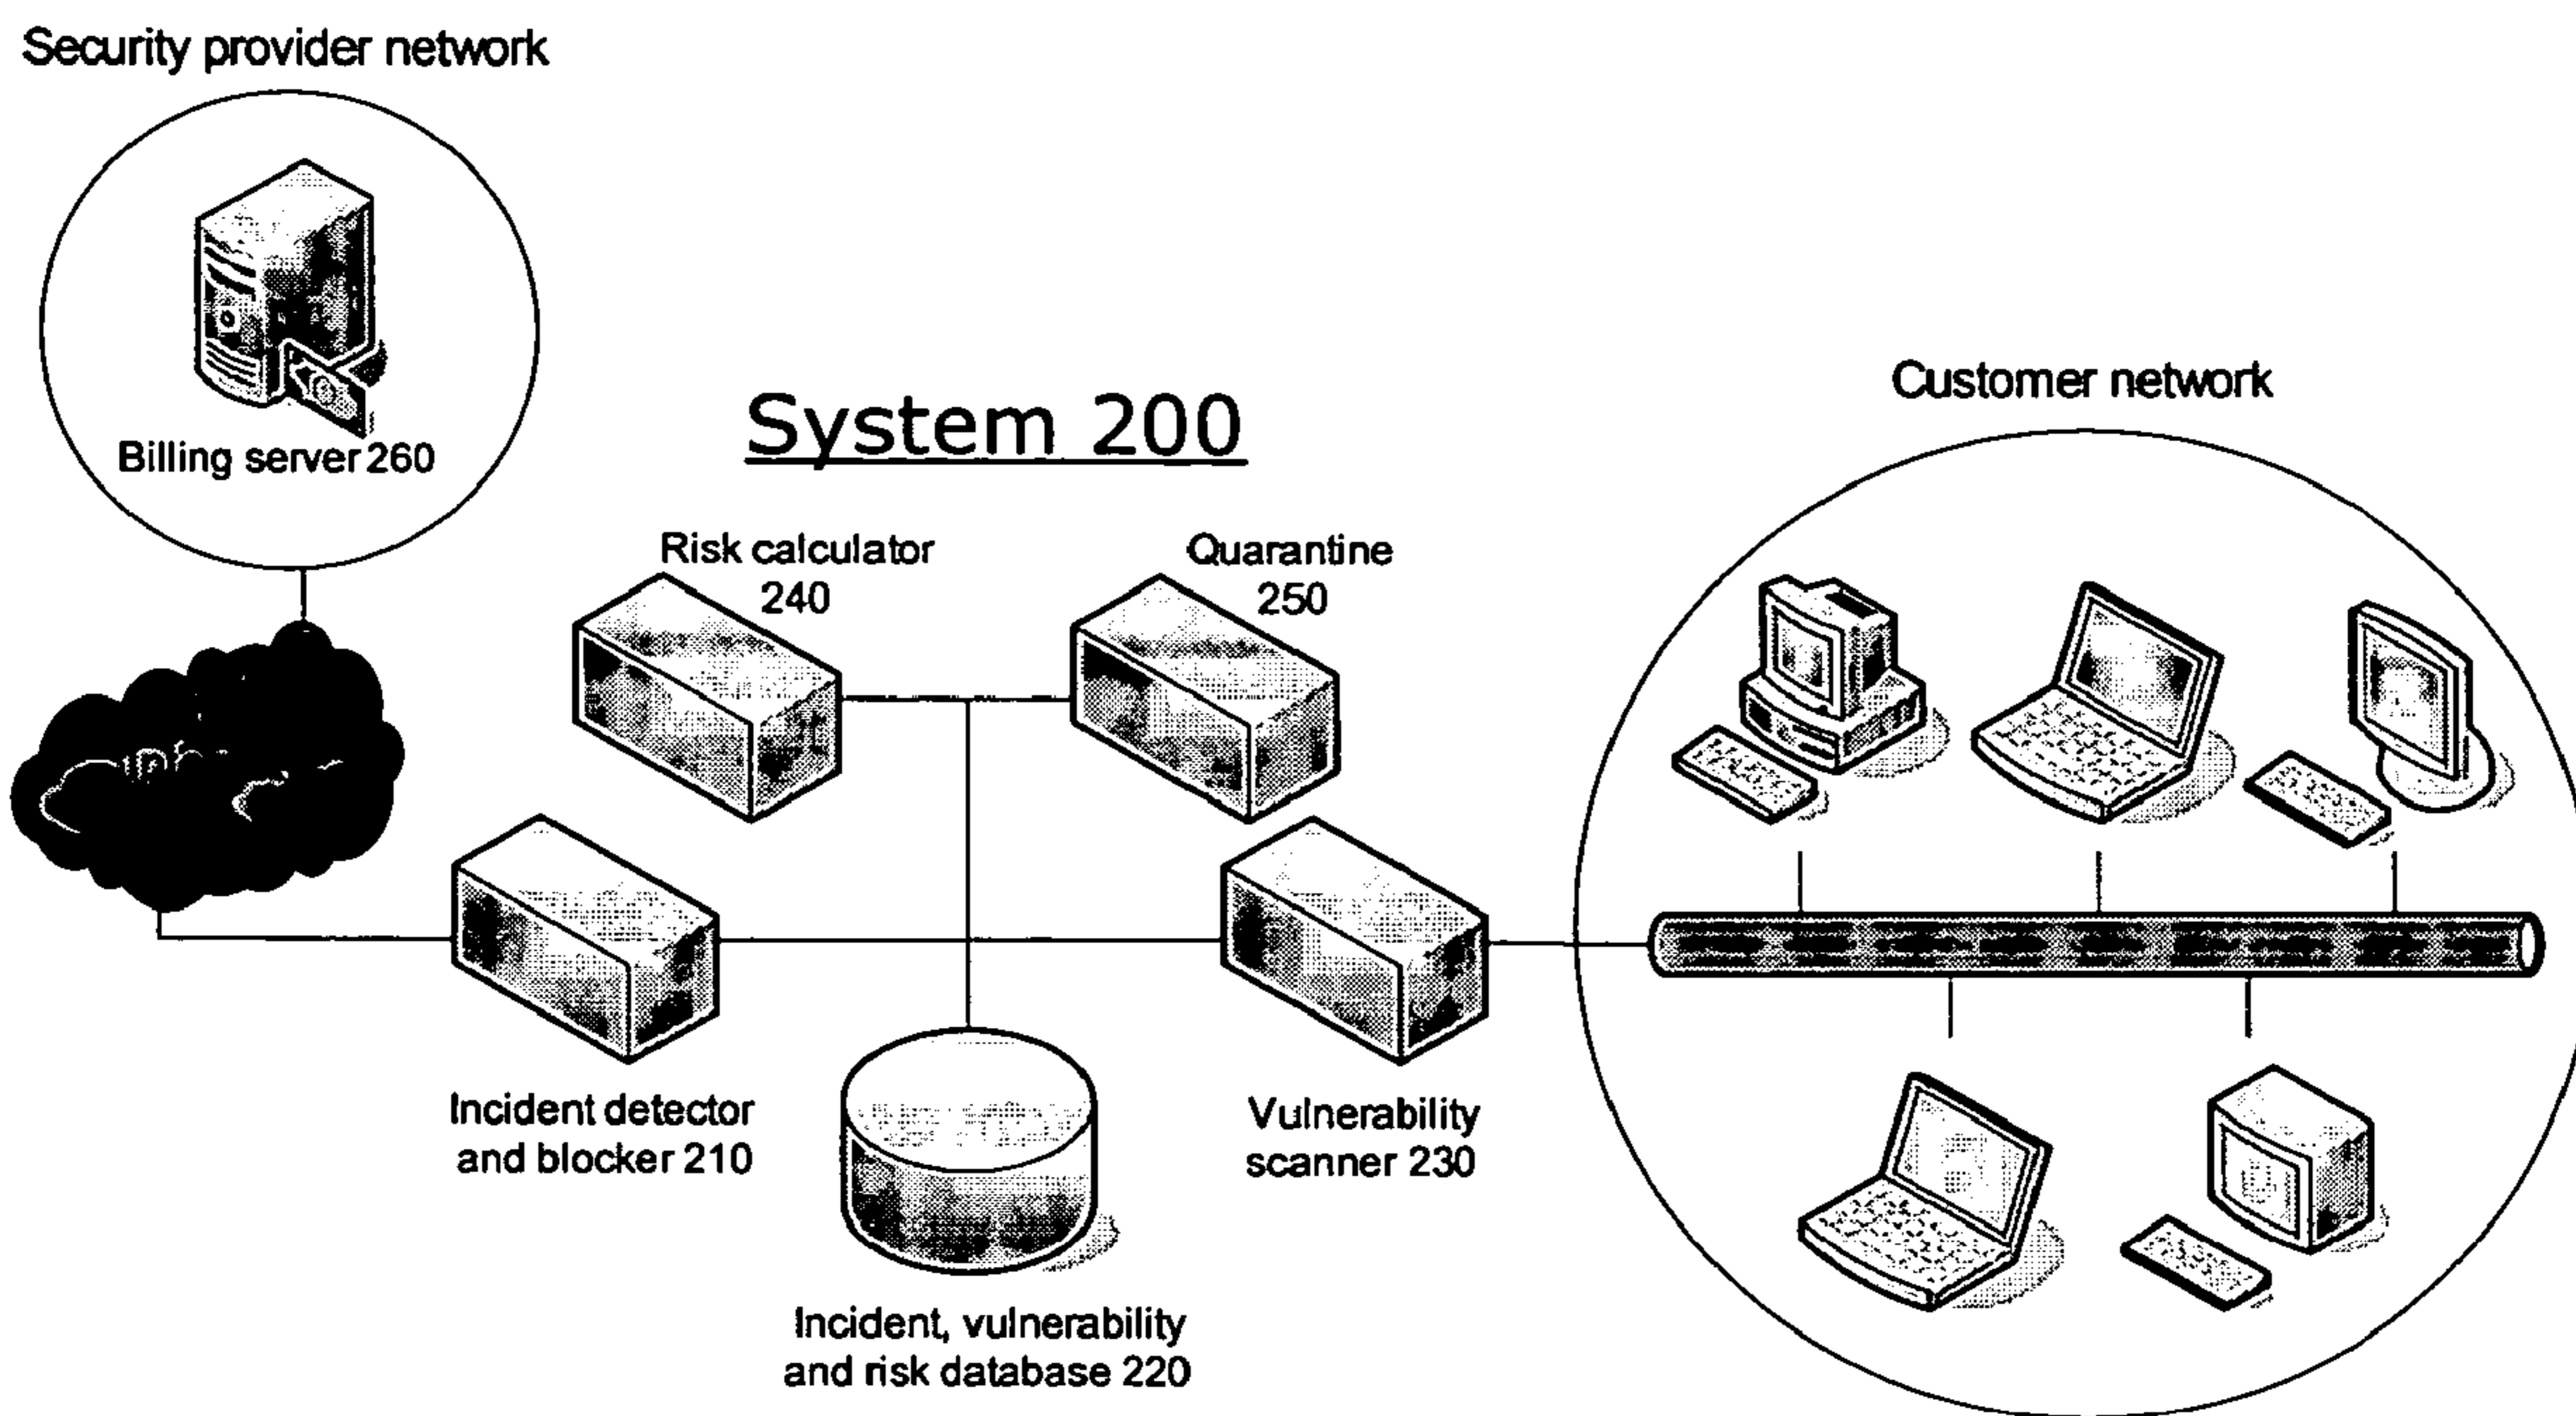 Security provider network
Billing server 260
System 200
Customer network
Risk calculator
240
Quarantine
250
Incident detector
and blocker 210
Vulnerability
scanner 230
Incident, vulnerability
and risk database 220